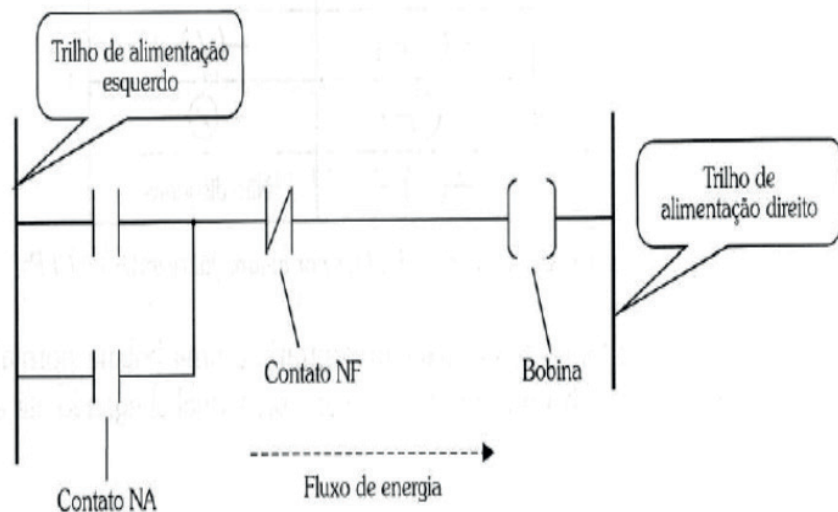 Trilho de alimentação
esquerdo
Trilho de
alimentação direito
Contato NF
Bobina
Contato NA
Fluxo de energia